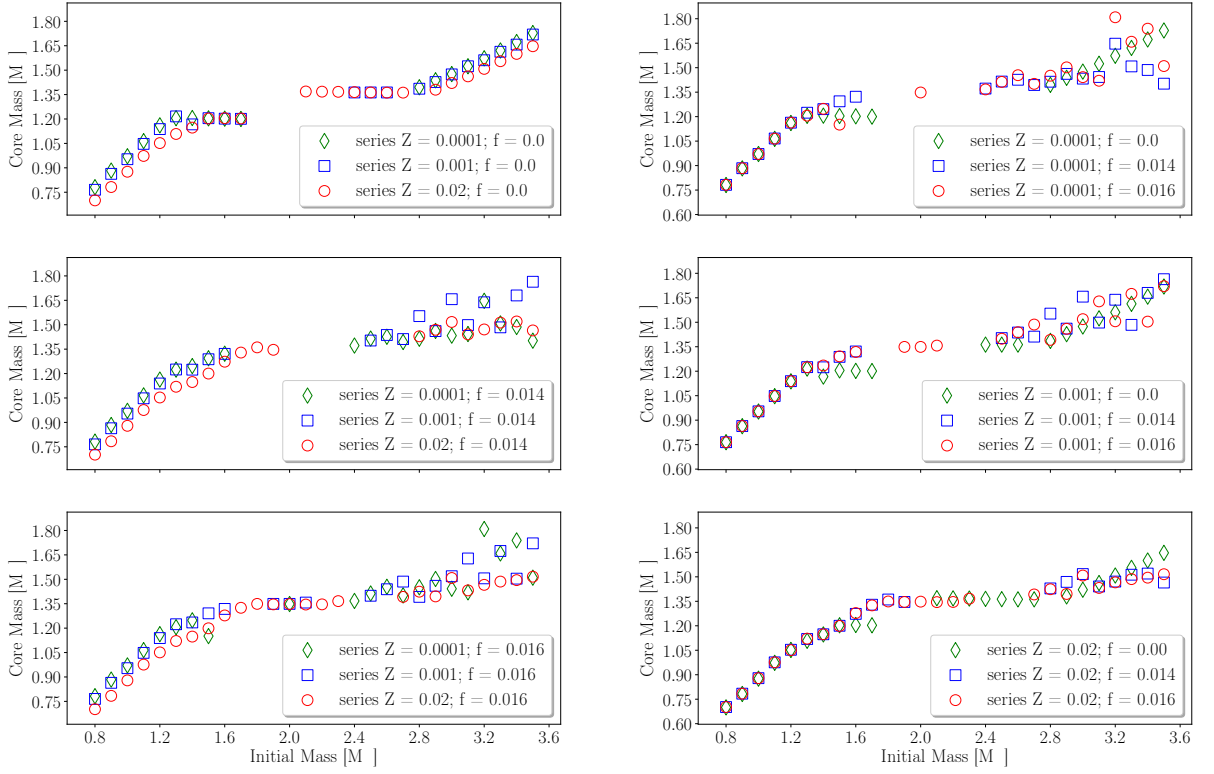 1.80
1.65
1.50
1.35
1.20
1.05
0.90
0.75
Core Mass [M ]
series Z = 0.0001; f = 0.0
series Z = 0.001; f = 0.0
series Z = 0.02; f = 0.0
1.80
1.65
1.50
1.35
1.20
1.05
0.90
0.75
0.60
Core Mass [M ]
series Z = 0.0001; f = 0.0
series Z = 0.0001; f = 0.014
series Z = 0.0001; f = 0.016
1.80
1.65
1.50
1.35
1.20
1.05
0.90
0.75
Core Mass [M ]
series Z = 0.0001; f = 0.014
series Z = 0.001; f = 0.014
series Z = 0.02; f = 0.014
1.80
1.65
1.50
1.35
1.20
1.05
0.90
0.75
0.60
Core Mass [M ]
series Z = 0.001; f = 0.0
series Z = 0.001; f = 0.014
series Z = 0.001; f = 0.016
1.80
1.65
1.50
1.35
1.20
1.05
0.90
0.75
Core Mass [M ]
series Z = 0.0001; f = 0.016
series Z = 0.001; f = 0.016
series Z = 0.02; f = 0.016
0.8 1.2 1.6 2.0 2.4 2.8 3.2 3.6
Initial Mass [M ]
1.80
1.65
1.50
1.35
1.20
1.05
0.90
0.75
0.60
Core Mass [M ]
series Z = 0.02; f = 0.00
series Z = 0.02; f = 0.014
series Z = 0.02; f = 0.016
0.8 1.2 1.6 2.0 2.4 2.8 3.2 3.6
Initial Mass [M ]